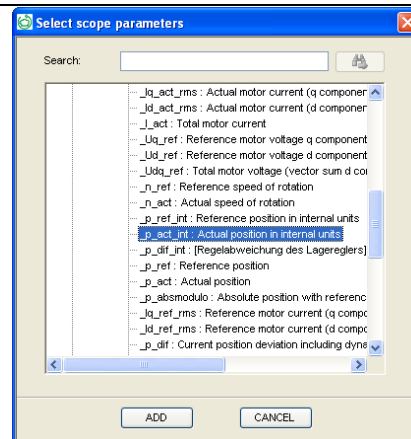 Select scope parameters
Search:
_Iq_act_rms : Actual motor current (q componen
_Id_act_rms : Actual motor current (d componen
_I_act : Total motor current
_Uq_ref : Reference motor voltage q component
_Ud_ref : Reference motor voltage d component
_Udq_ref : Total motor voltage (vector sum d co
_n_ref : Reference speed of rotation
_n_act : Actual speed of rotation
_p_ref_int : Reference position in internal units
_p_act_int : Actual position in internal units
_p_dif_int : [Regelabweichung des Lagereglers]
_p_ref : Reference position
_p_act : Actual position
_p_absmodulo : Absolute position with referenc
_Iq_ref_rms : Reference motor current (q compo
_Id_ref_rms : Reference motor current (d compo
_p_dif : Current position deviation including dyna
ADD CANCEL